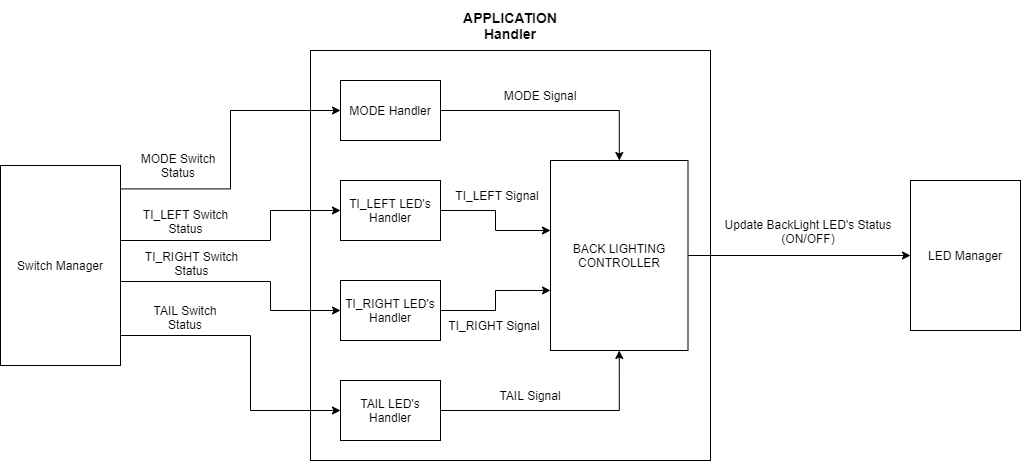 APPLICATION
Handler
MODE Handler
MODE Signal
MODE Switch
Status
TI_LEFT LED's
Handler
TI_LEFT Signal
TI_LEFT Switch
Status
Switch Manager
TI_RIGHT Switch
Status
BACK LIGHTING
CONTROLLER
Update BackLight LED's Status
(ON/OFF)
LED Manager
TI_RIGHT LED's
Handler
TI_RIGHT Signal
TAIL Switch
Status
TAIL LED's
Handler
TAIL Signal